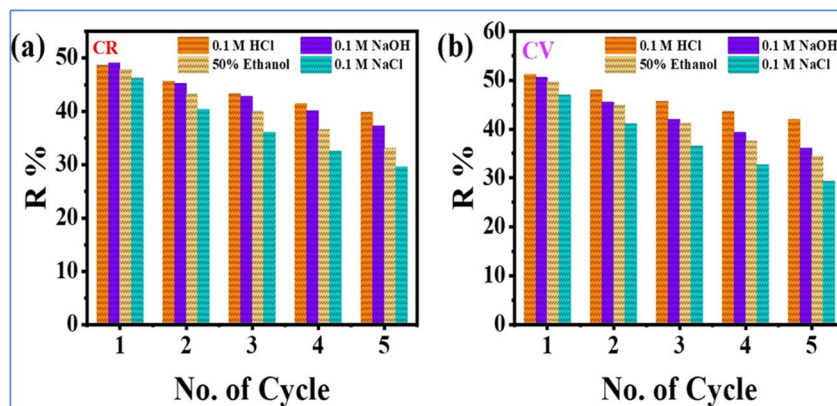 (a)
CR
0.1 M HCl
0.1 M NaOH
50% Ethanol
0.1 M NaCl
50
40
30
20
10
0
R %
1 2 3 4 5
No. of Cycle
(b)
CV
0.1 M HCl
0.1 M NaOH
50% Ethanol
0.1 M NaCl
60
50
40
30
20
10
0
R %
1 2 3 4 5
No. of Cycle